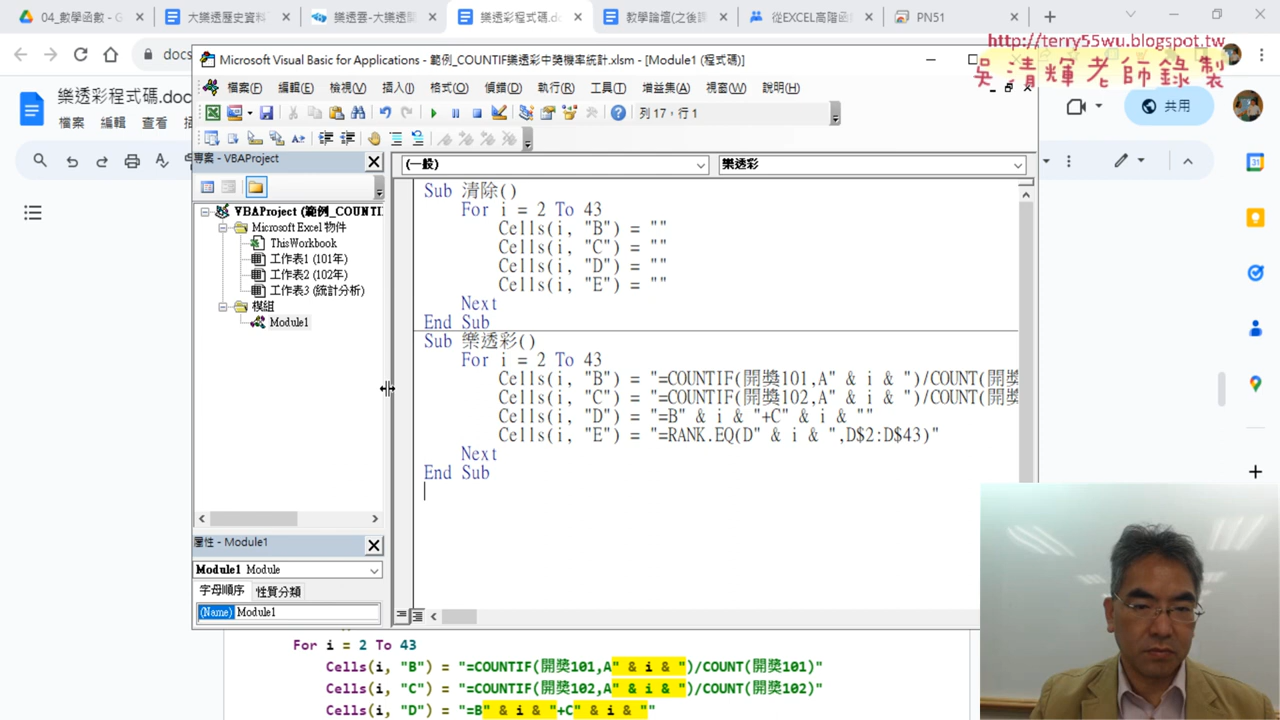 04_數學函數 - G
大樂透歷史資料
樂透雲-大樂透
樂透彩程式碼.d
教學論壇(之後
從EXCEL高階函
PN51
docs
http://terry55wu.blogspot.tw
吳清輝老師錄製
樂透彩程式碼.doc
檔案 編輯 查看
共用
Microsoft Visual Basic for Applications - 範例_COUNTIF樂透彩中獎機率統計.xlsm - [Module1 (程式碼)]
檔案(F) 編輯(E) 檢視(V) 插入(I) 格式(O) 偵錯(D) 執行(R) 工具(T) 增益集(A) 視窗(W) 說明(H)
列 17，行 1
專案 - VBAProject
VBAProject (範例_COUNTI
Microsoft Excel 物件
ThisWorkbook
工作表1 (101年)
工作表2 (102年)
工作表3 (統計分析)
模組
Module1
屬性 - Module1
Module1 Module
字母順序 性質分類
(Name) Module1
(一般) 樂透彩
Sub 清除()
For i = 2 To 43
Cells(i, "B") = ""
Cells(i, "C") = ""
Cells(i, "D") = ""
Cells(i, "E") = ""
Next
End Sub
Sub 樂透彩()
For i = 2 To 43
Cells(i, "B") = "=COUNTIF(開獎101,A" & i & ")/COUNT(開獎
Cells(i, "C") = "=COUNTIF(開獎102,A" & i & ")/COUNT(開獎
Cells(i, "D") = "=B" & i & "+C" & i & ""
Cells(i, "E") = "=RANK.EQ(D" & i & ",D$2:D$43)"
Next
End Sub
For i = 2 To 43
Cells(i, "B") = "=COUNTIF(開獎101,A" & i & ")/COUNT(開獎101)"
Cells(i, "C") = "=COUNTIF(開獎102,A" & i & ")/COUNT(開獎102)"
Cells(i, "D") = "=B" & i & "+C" & i & ""